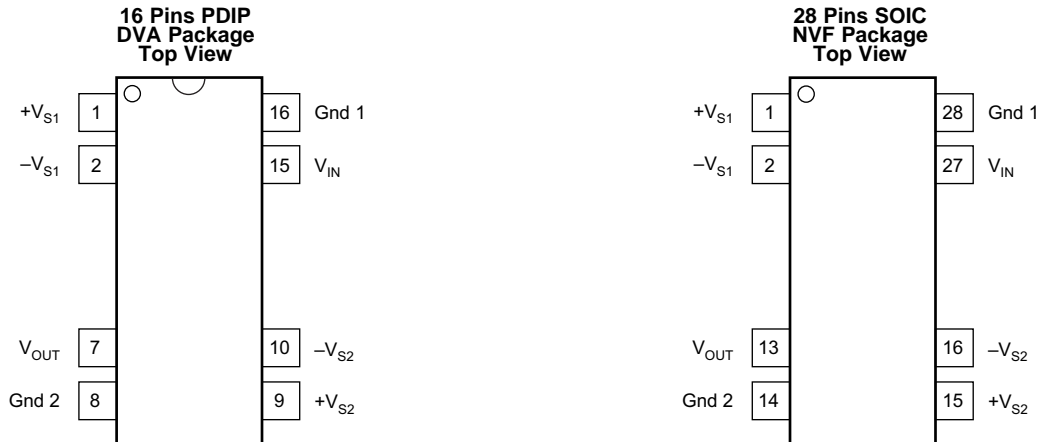 16 Pins PDIP
DVA Package
Top View
+VS1 1 16 Gnd 1
–VS1 2 15 VIN
VOUT 7 10 –VS2
Gnd 2 8 9 +VS2
28 Pins SOIC
NVF Package
Top View
+VS1 1 28 Gnd 1
–VS1 2 27 VIN
VOUT 13 16 –VS2
Gnd 2 14 15 +VS2